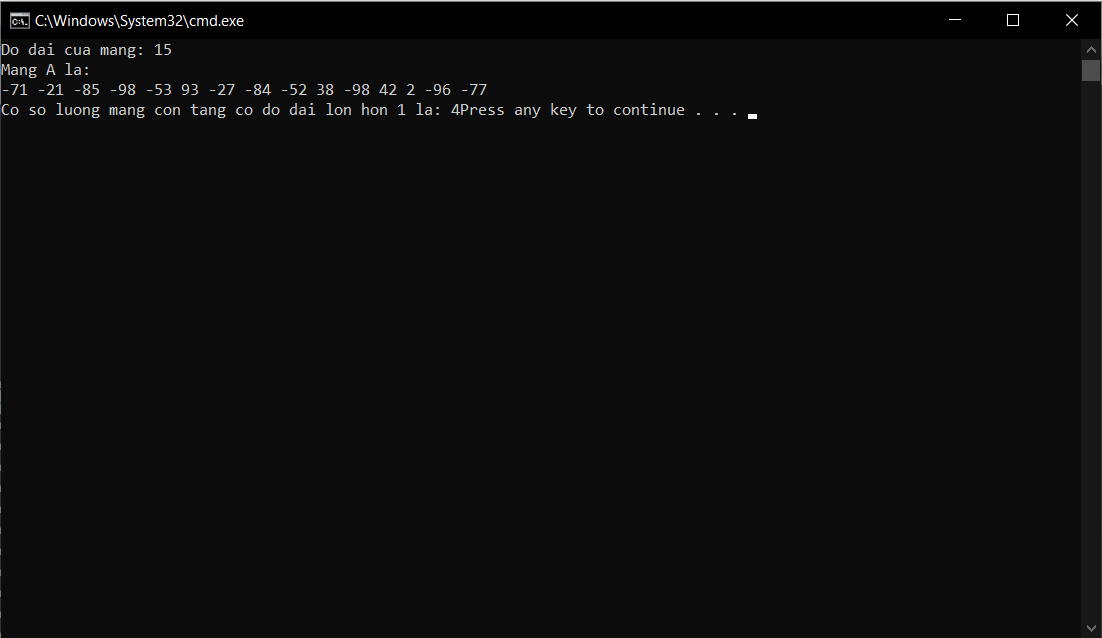 C:\Windows\System32\cmd.exe
Do dai cua mang: 15
Mang A la:
-71 -21 -85 -98 -53 93 -27 -84 -52 38 -98 42 2 -96 -77
Co so luong mang con tang co do dai lon hon 1 la: 4Press any key to continue . . .